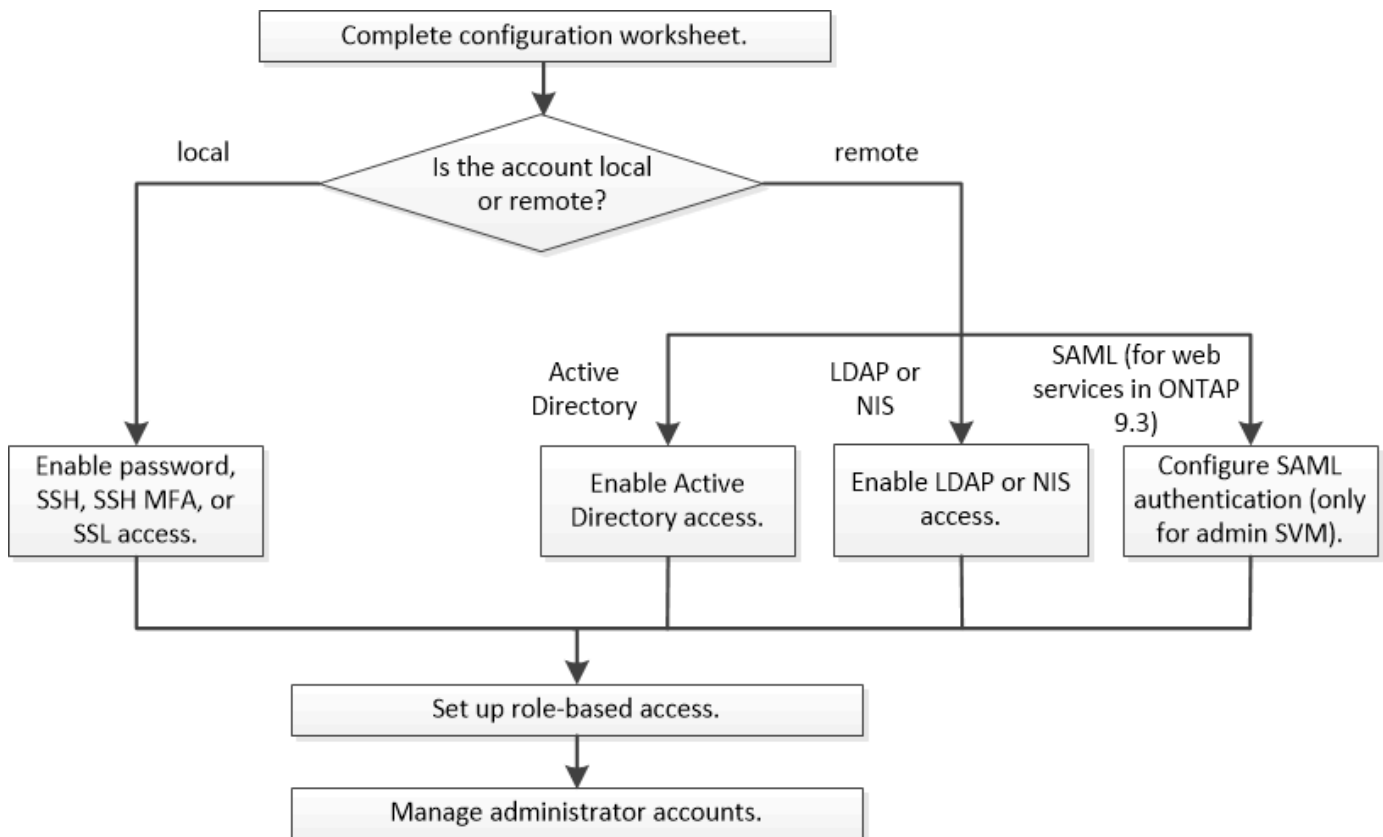 Complete configuration worksheet.
local
remote
Is the account local
or remote?
Active
Directory
LDAP or
NIS
SAML (for web
services in ONTAP
9.3)
Enable password,
SSH, SSH MFA, or
SSL access.
Enable Active
Directory access.
Enable LDAP or NIS
access.
Configure SAML
authentication (only
for admin SVM).
Set up role-based access.
Manage administrator accounts.